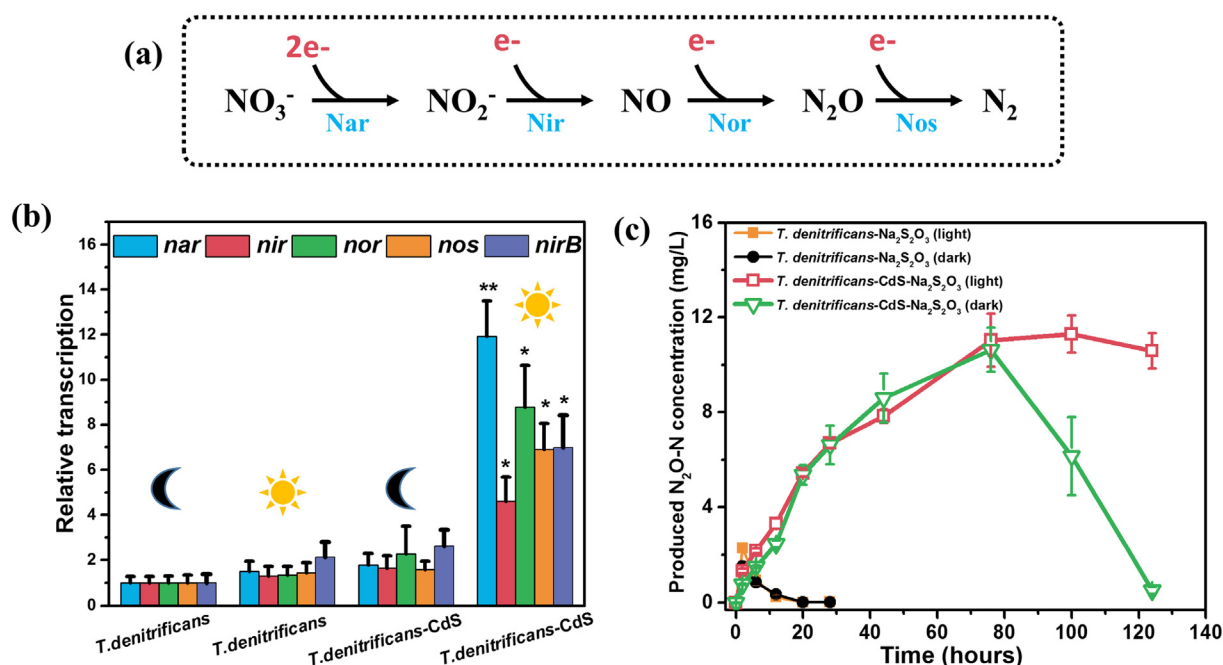 (a)
2e- e- e- e-
NO₃⁻ NO₂⁻ NO N₂O N₂
Nar Nir Nor Nos
(b)
nar nir nor nos nirB
Relative transcription
16
14
12
10
8
6
4
2
0
** * * * *
T.denitrificans T.denitrificans T.denitrificans-CdS T.denitrificans-CdS
(c)
T. denitrificans-Na₂S₂O₃ (light)
T. denitrificans-Na₂S₂O₃ (dark)
T. denitrificans-CdS-Na₂S₂O₃ (light)
T. denitrificans-CdS-Na₂S₂O₃ (dark)
Produced N₂O-N concentration (mg/L)
16
12
8
4
0
0 20 40 60 80 100 120 140
Time (hours)